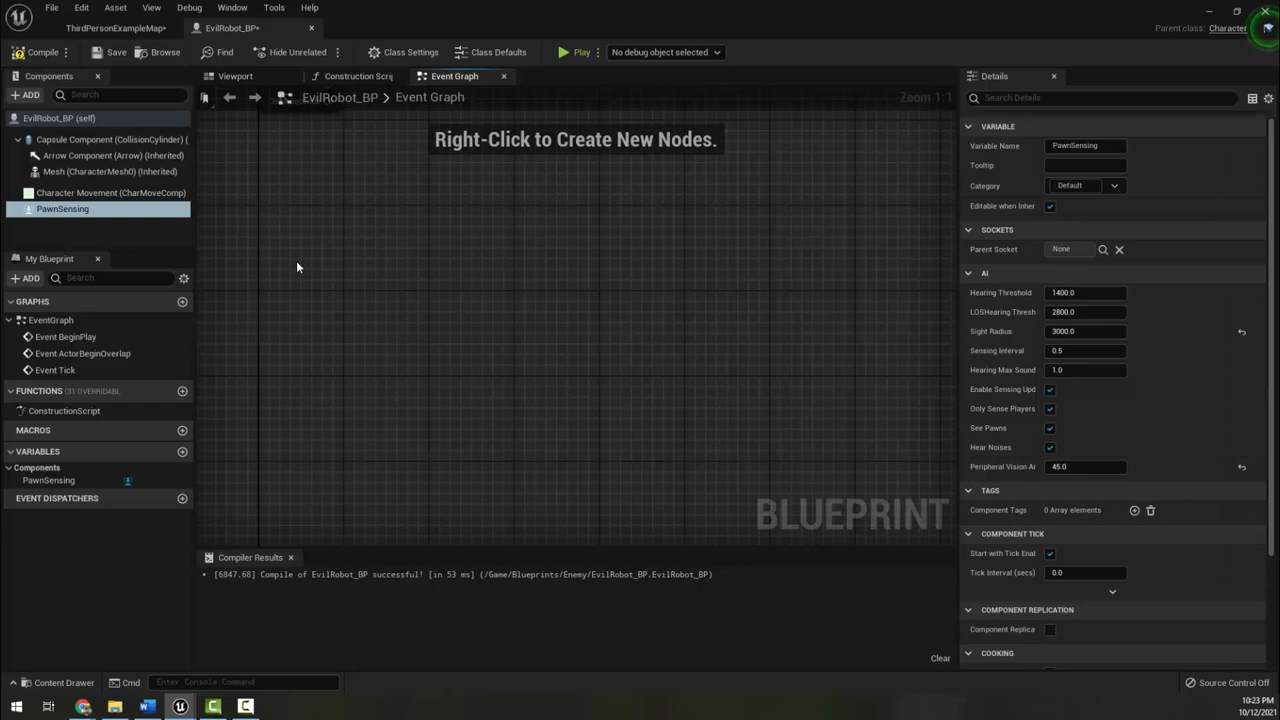 File Edit Asset View Debug Window Tools Help
ThirdPersonExampleMap* EvilRobot_BP*
Parent class: Character
Compile Save Browse Find Hide Unrelated Class Settings Class Defaults Play No debug object selected
Components
ADD Search
EvilRobot_BP (self)
Capsule Component (CollisionCylinder) (
Arrow Component (Arrow) (Inherited)
Mesh (CharacterMesh0) (Inherited)
Character Movement (CharMoveComp)
PawnSensing
My Blueprint
ADD Search
GRAPHS
EventGraph
Event BeginPlay
Event ActorBeginOverlap
Event Tick
FUNCTIONS (31 OVERRIDABL
ConstructionScript
MACROS
VARIABLES
Components
PawnSensing
EVENT DISPATCHERS
Viewport Construction Scrip Event Graph
EvilRobot_BP > Event Graph Zoom 1:1
Right-Click to Create New Nodes.
BLUEPRINT
Compiler Results
[6847.68] Compile of EvilRobot_BP successful! [in 53 ms] (/Game/Blueprints/Enemy/EvilRobot_BP.EvilRobot_BP)
Clear
Details
Search Details
VARIABLE
Variable Name PawnSensing
Tooltip
Category Default
Editable when Inher
SOCKETS
Parent Socket None
AI
Hearing Threshold 1400.0
LOSHearing Thresh 2800.0
Sight Radius 3000.0
Sensing Interval 0.5
Hearing Max Sound 1.0
Enable Sensing Upd
Only Sense Players
See Pawns
Hear Noises
Peripheral Vision An 45.0
TAGS
Component Tags 0 Array elements
COMPONENT TICK
Start with Tick Enabl
Tick Interval (secs) 0.0
COMPONENT REPLICATION
Component Replica
COOKING
Content Drawer Cmd Enter Console Command
Source Control Off
10:23 PM
10/12/2021